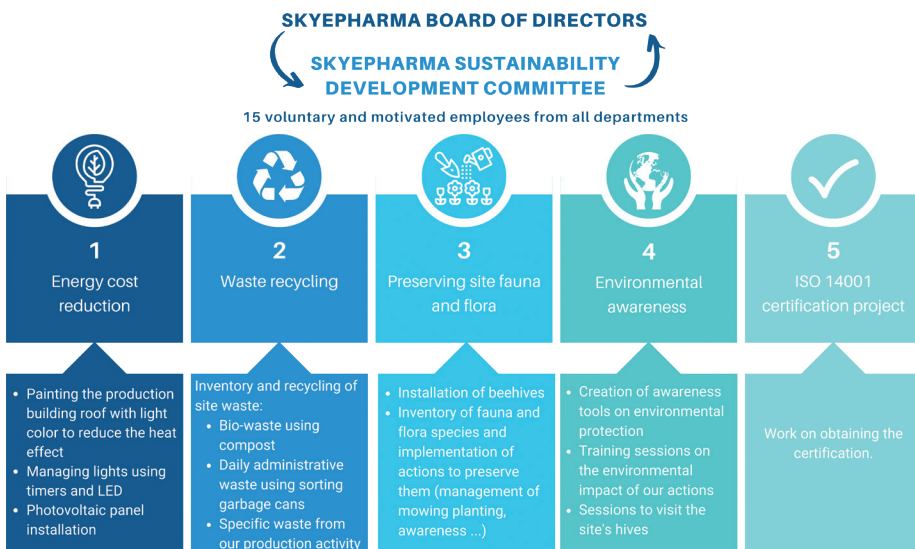 SKYEPHARMA BOARD OF DIRECTORS
SKYEPHARMA SUSTAINABILITY
DEVELOPMENT COMMITTEE
15 voluntary and motivated employees from all departments
1
Energy cost
reduction
• Painting the production
building roof with light
color to reduce the heat
effect
• Managing lights using
timers and LED
• Photovoltaic panel
installation
2
Waste recycling
Inventory and recycling of
site waste:
• Bio-waste using
compost
• Daily administrative
waste using sorting
garbage cans
• Specific waste from
our production activity
3
Preserving site fauna
and flora
• Installation of beehives
• Inventory of fauna and
flora species and
implementation of
actions to preserve
them (management of
mowing planting,
awareness ...)
4
Environmental
awareness
• Creation of awareness
tools on environmental
protection
• Training sessions on
the environmental
impact of our actions
• Sessions to visit the
site's hives
5
ISO 14001
certification project
Work on obtaining the
certification.